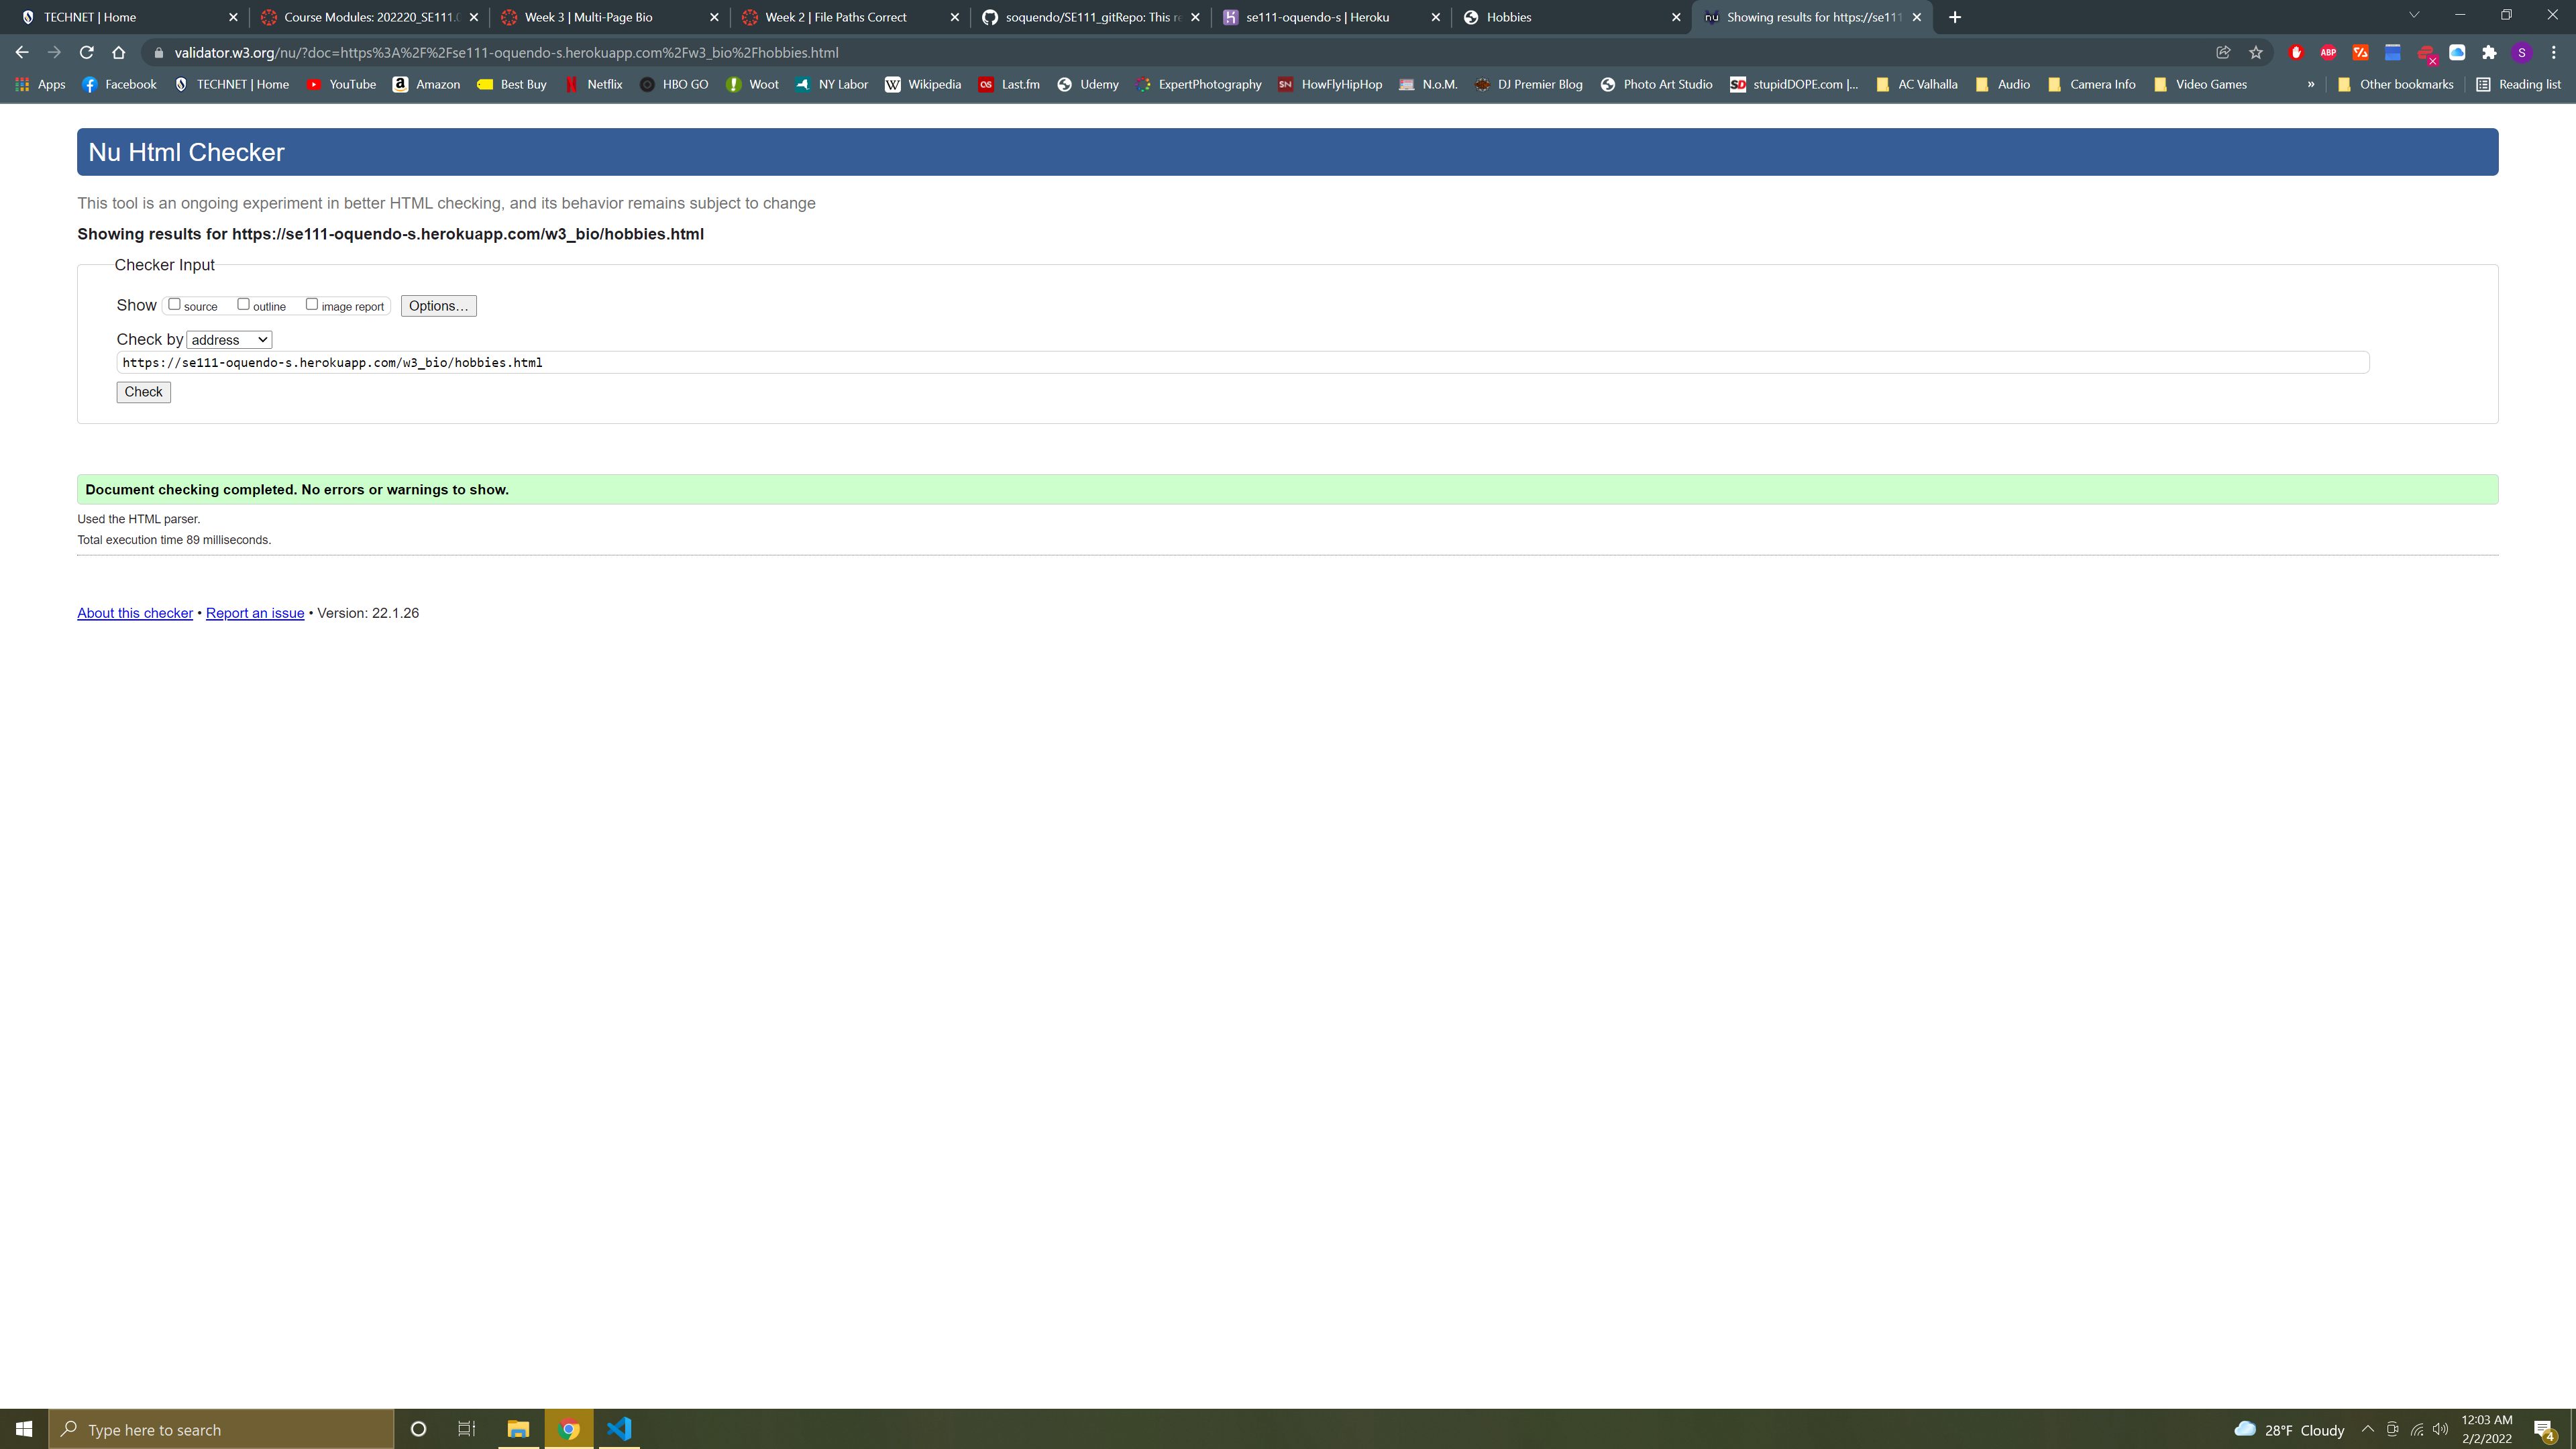 TECHNET | Home
Course Modules: 202220_SE111.
Week 3 | Multi-Page Bio
Week 2 | File Paths Correct
soquendo/SE111_gitRepo: This re
se111-oquendo-s | Heroku
Hobbies
nu Showing results for https://se111
validator.w3.org/nu/?doc=https%3A%2F%2Fse111-oquendo-s.herokuapp.com%2Fw3_bio%2Fhobbies.html
ABP
S
Apps Facebook TECHNET | Home YouTube Amazon Best Buy Netflix HBO GO Woot NY Labor Wikipedia Last.fm Udemy ExpertPhotography HowFlyHipHop N.o.M. DJ Premier Blog Photo Art Studio stupidDOPE.com |... AC Valhalla Audio Camera Info Video Games » Other bookmarks Reading list
Nu Html Checker
This tool is an ongoing experiment in better HTML checking, and its behavior remains subject to change
Showing results for https://se111-oquendo-s.herokuapp.com/w3_bio/hobbies.html
Checker Input
Show source outline image report Options...
Check by address
https://se111-oquendo-s.herokuapp.com/w3_bio/hobbies.html
Check
Document checking completed. No errors or warnings to show.
Used the HTML parser.
Total execution time 89 milliseconds.
About this checker • Report an issue • Version: 22.1.26
Type here to search
28°F Cloudy
12:03 AM
2/2/2022
4